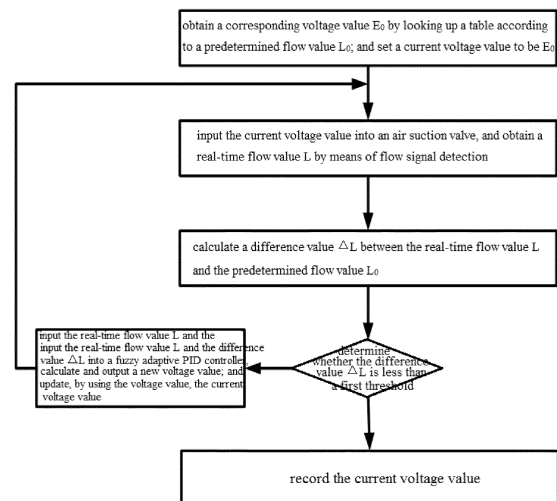 obtain a corresponding voltage value E₀ by looking up a table according
to a predetermined flow value L₀; and set a current voltage value to be E₀
input the current voltage value into an air suction valve, and obtain a
real-time flow value L by means of flow signal detection
calculate a difference value △L between the real-time flow value L
and the predetermined flow value L₀
determine
whether the difference
value △L is less than
a first threshold
input the real-time flow value L and the
input the real-time flow value L and the difference
value △L into a fuzzy adaptive PID controller,
calculate and output a new voltage value; and
update, by using the voltage value, the current
voltage value
record the current voltage value